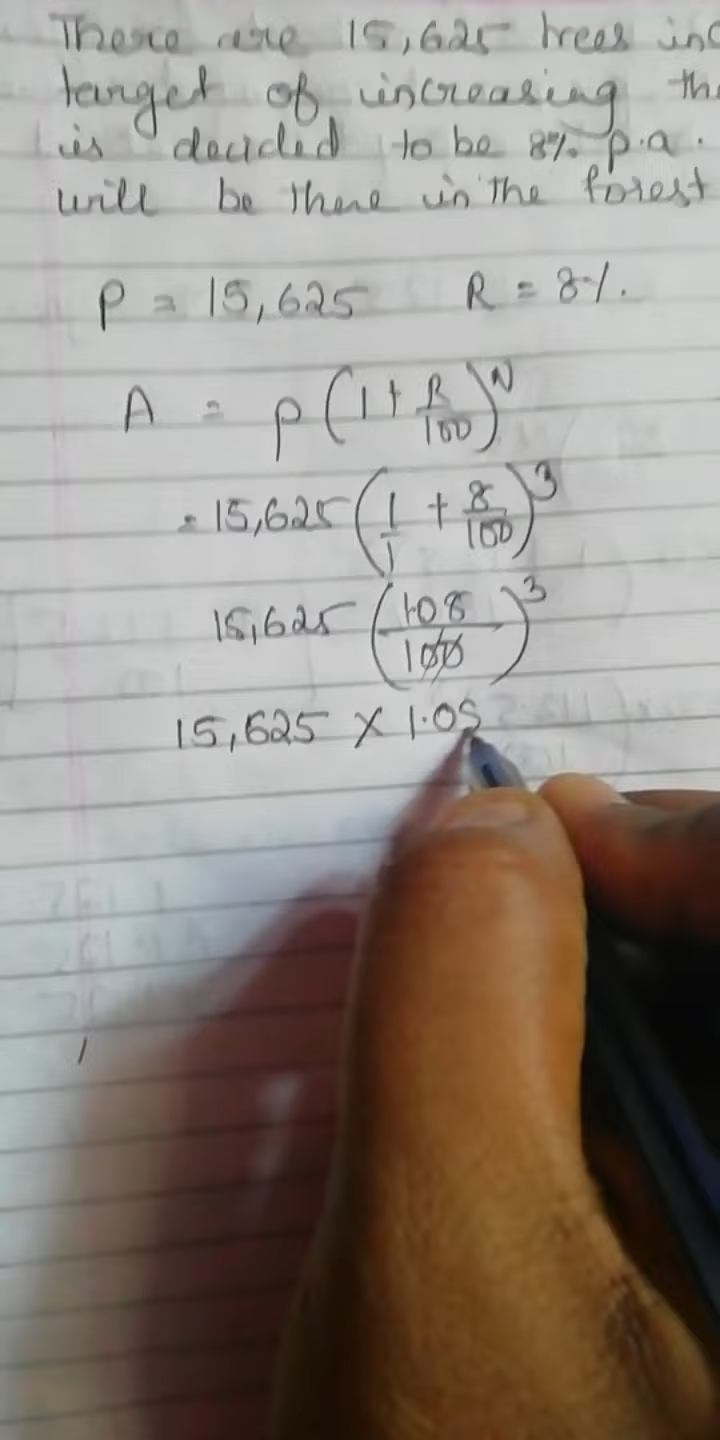 There are 15,625 trees in
target of increasing the
is decided to be 8% p.a.
will be there in the forest
P = 15,625 R = 8%.
A = P (1 + R/100)^N
= 15,625 (1/1 + 8/100)^3
15,625 (108/100)^3
15,625 × 1.0